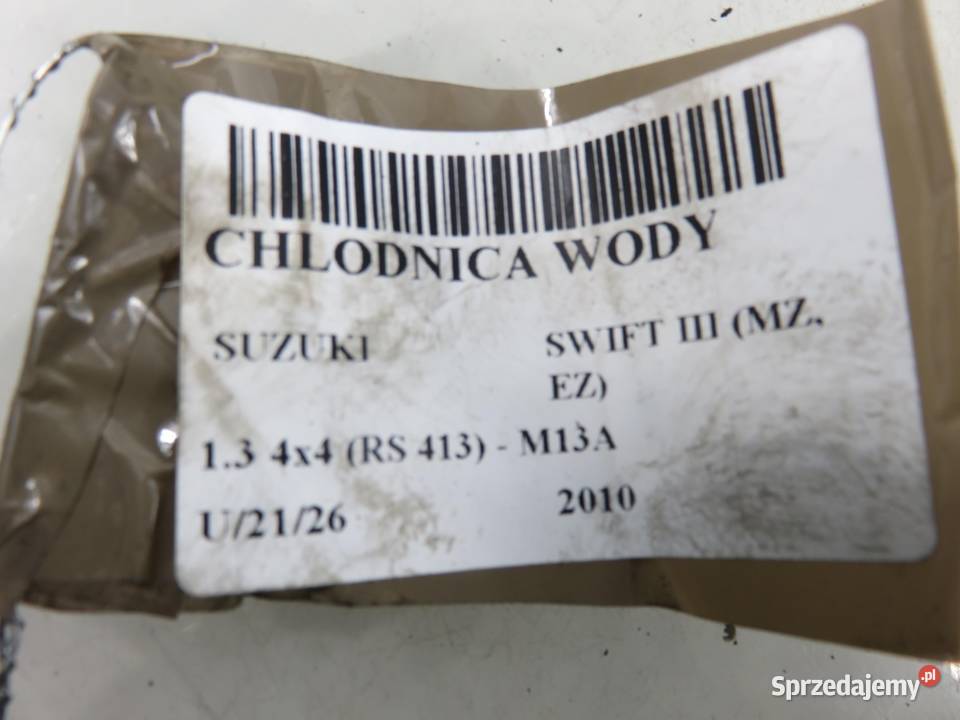 CHLODNICA WODY
SUZUKI SWIFT III (MZ,
EZ)
1.3 4x4 (RS 413) - M13A
U/21/26 2010
Sprzedajemy.pl